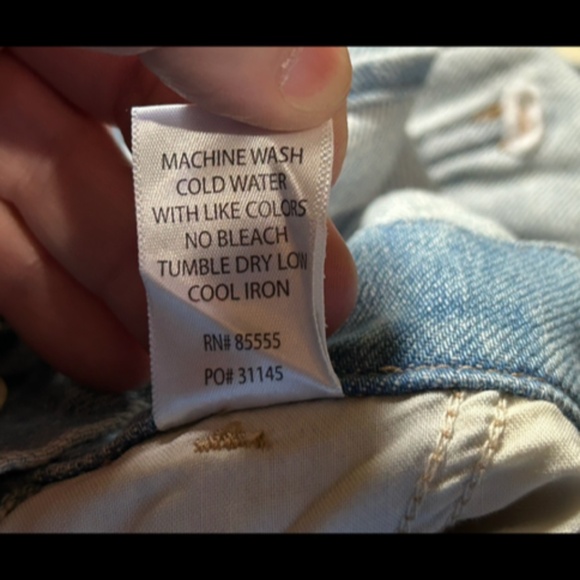 MACHINE WASH
COLD WATER
WITH LIKE COLORS
NO BLEACH
TUMBLE DRY LOW
COOL IRON
RN# 85555
PO# 31145